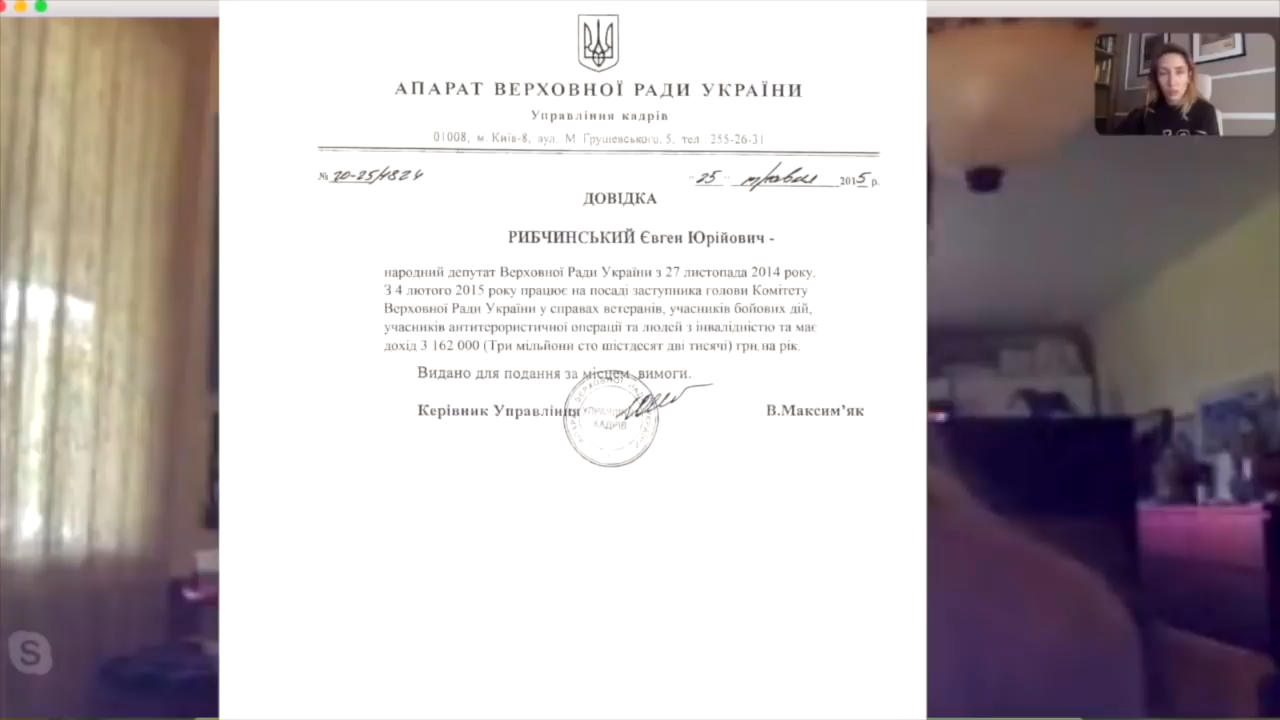 АПАРАТ ВЕРХОВНОЇ РАДИ УКРАЇНИ
Управління кадрів
01008, м. Київ-8, вул. М. Грушевського, 5, тел. 255-26-31
№ 20-25/1824 "25" травня 2015 р.
ДОВІДКА
РИБЧИНСЬКИЙ Євген Юрійович -
народний депутат Верховної Ради України з 27 листопада 2014 року.
З 4 лютого 2015 року працює на посаді заступника голови Комітету
Верховної Ради України у справах ветеранів, учасників бойових дій,
учасників антитерористичної операції та людей з інвалідністю та має
дохід 3 162 000 (Три мільйони сто шістдесят дві тисячі) грн. на рік.
Видано для подання за місцем вимоги.
Керівник Управління В.Максим'як
КАДРІВ
S